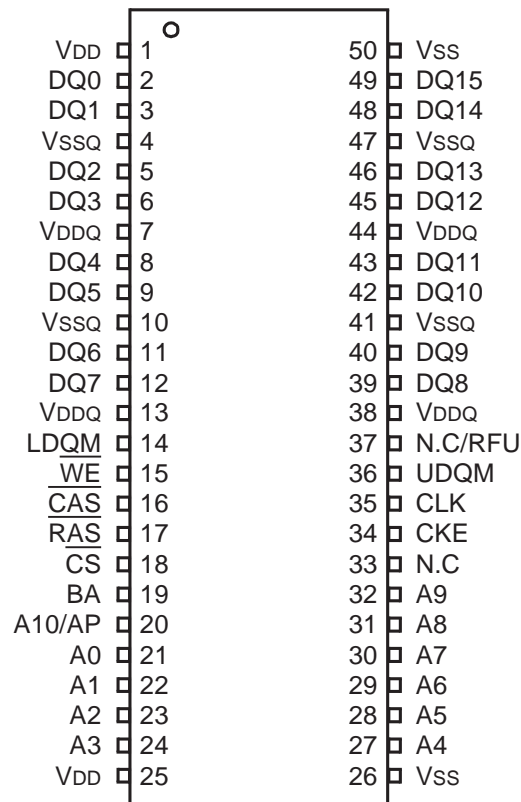 VDD 1 50 VSS
DQ0 2 49 DQ15
DQ1 3 48 DQ14
VSSQ 4 47 VSSQ
DQ2 5 46 DQ13
DQ3 6 45 DQ12
VDDQ 7 44 VDDQ
DQ4 8 43 DQ11
DQ5 9 42 DQ10
VSSQ 10 41 VSSQ
DQ6 11 40 DQ9
DQ7 12 39 DQ8
VDDQ 13 38 VDDQ
LDQM 14 37 N.C/RFU
W̅E̅ 15 36 UDQM
C̅A̅S̅ 16 35 CLK
R̅A̅S̅ 17 34 CKE
C̅S̅ 18 33 N.C
BA 19 32 A9
A10/AP 20 31 A8
A0 21 30 A7
A1 22 29 A6
A2 23 28 A5
A3 24 27 A4
VDD 25 26 VSS